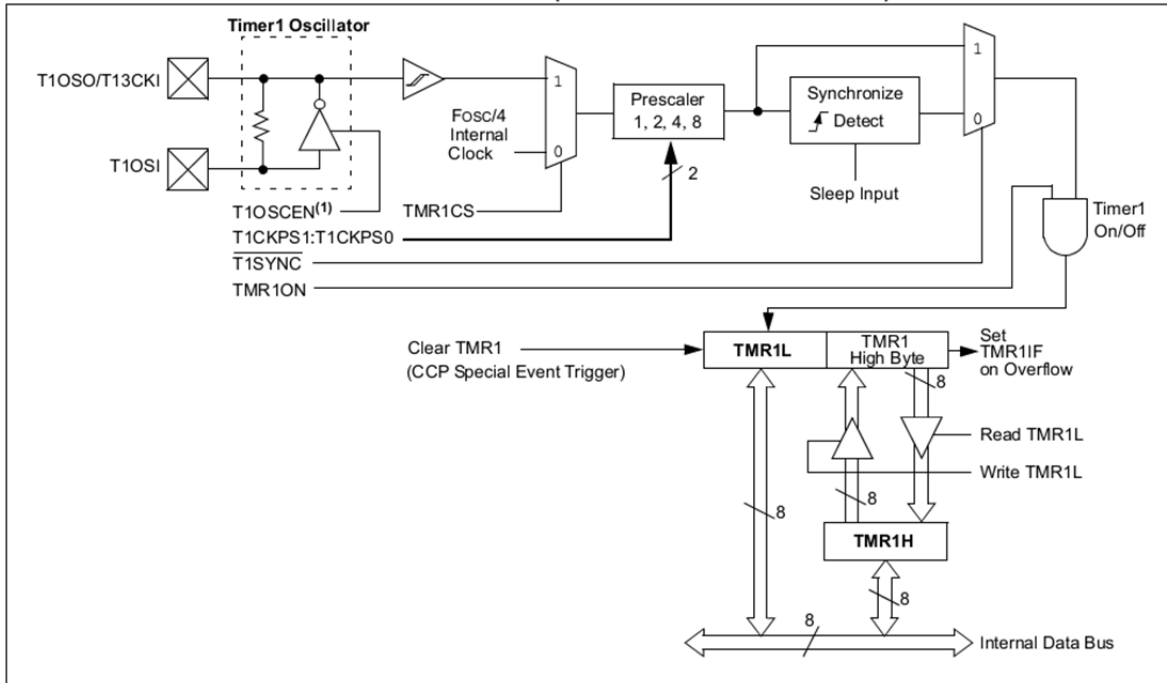 Timer1 Oscillator
T1OSO/T13CKI
T1OSI
1
FOSC/4
Internal
Clock
0
Prescaler
1, 2, 4, 8
2
Synchronize
Detect
Sleep Input
1
0
T1OSCEN(1)
TMR1CS
T1CKPS1:T1CKPS0
T1SYNC
TMR1ON
Timer1
On/Off
Clear TMR1
(CCP Special Event Trigger)
TMR1L
TMR1
High Byte
Set
TMR1IF
on Overflow
8
Read TMR1L
Write TMR1L
8
8
TMR1H
8
8
Internal Data Bus